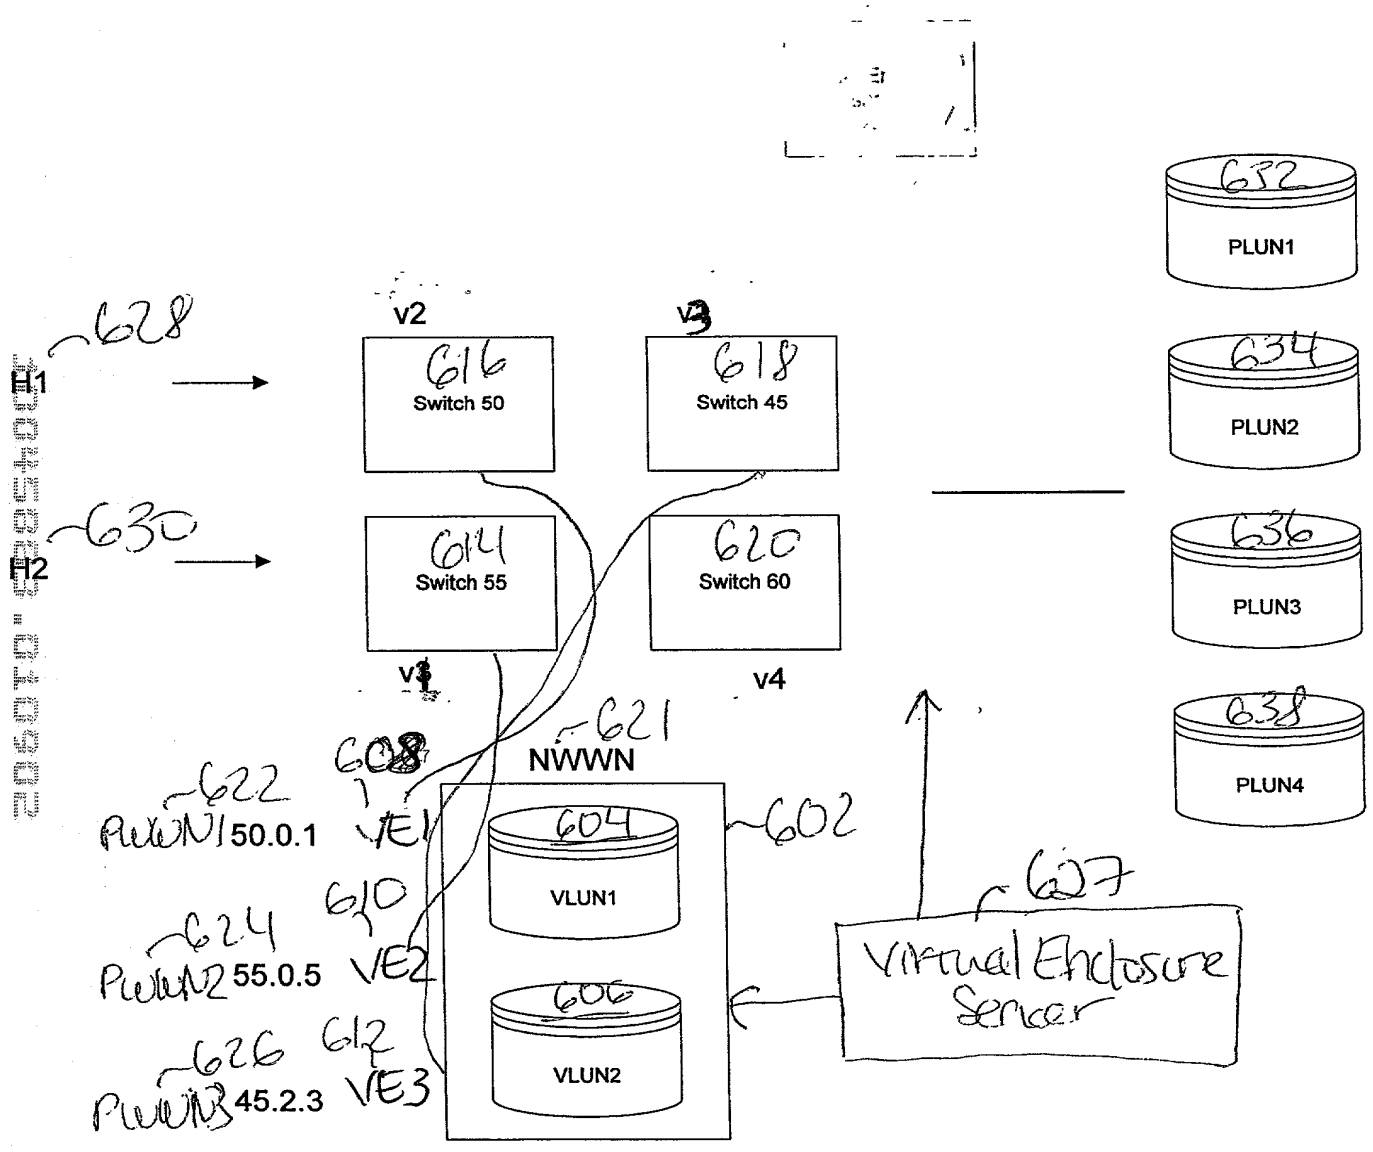 632
PLUN1
628
v2
v3
H1
616
Switch 50
618
Switch 45
634
PLUN2
630
H2
614
Switch 55
620
Switch 60
636
PLUN3
v1
v4
638
PLUN4
621
NWWN
608
622
PWWN1 50.0.1 VE1
604
VLUN1
602
610
624
PWWN2 55.0.5 VE2
627
Virtual Enclosure
Server
606
VLUN2
612
626
PWWN3 45.2.3 VE3